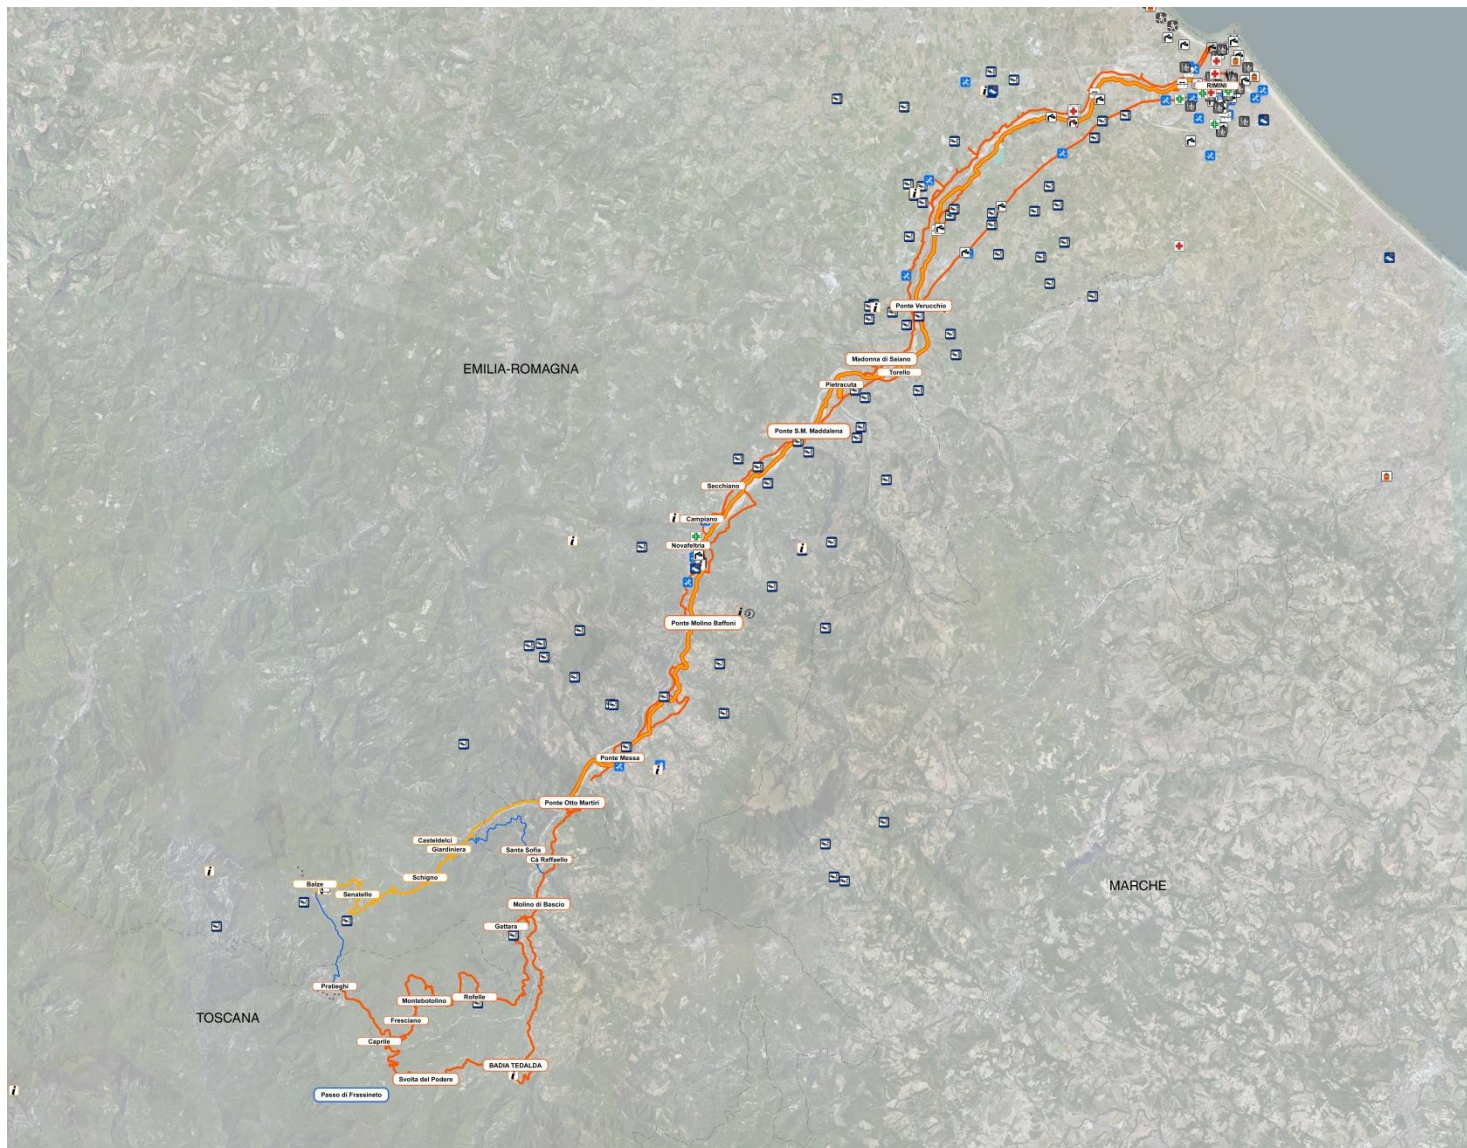 RIMINI
Ponte Verucchio
Madonna di Saiano
EMILIA-ROMAGNA
Torello
Pietracuta
Ponte S.M. Maddalena
Secchiano
Campiano
Novafeltria
Ponte Molino Baffoni
Ponte Messa
Ponte Otto Martiri
Casteldelci
Giardiniera
Santa Sofia
Cà Raffaello
Schigno
Balze
Senatello
MARCHE
Molino di Bascio
Gattara
Pratieghi
Rofelle
Montebotolino
TOSCANA
Fresciano
Caprile
BADIA TEDALDA
Svolta del Podere
Passo di Frassineto